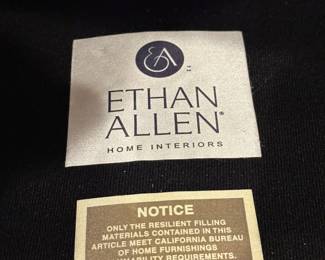 EA
ETHAN
ALLEN®
HOME INTERIORS
NOTICE
ONLY THE RESILIENT FILLING
MATERIALS CONTAINED IN THIS
ARTICLE MEET CALIFORNIA BUREAU
OF HOME FURNISHINGS
REQUIREMENTS.